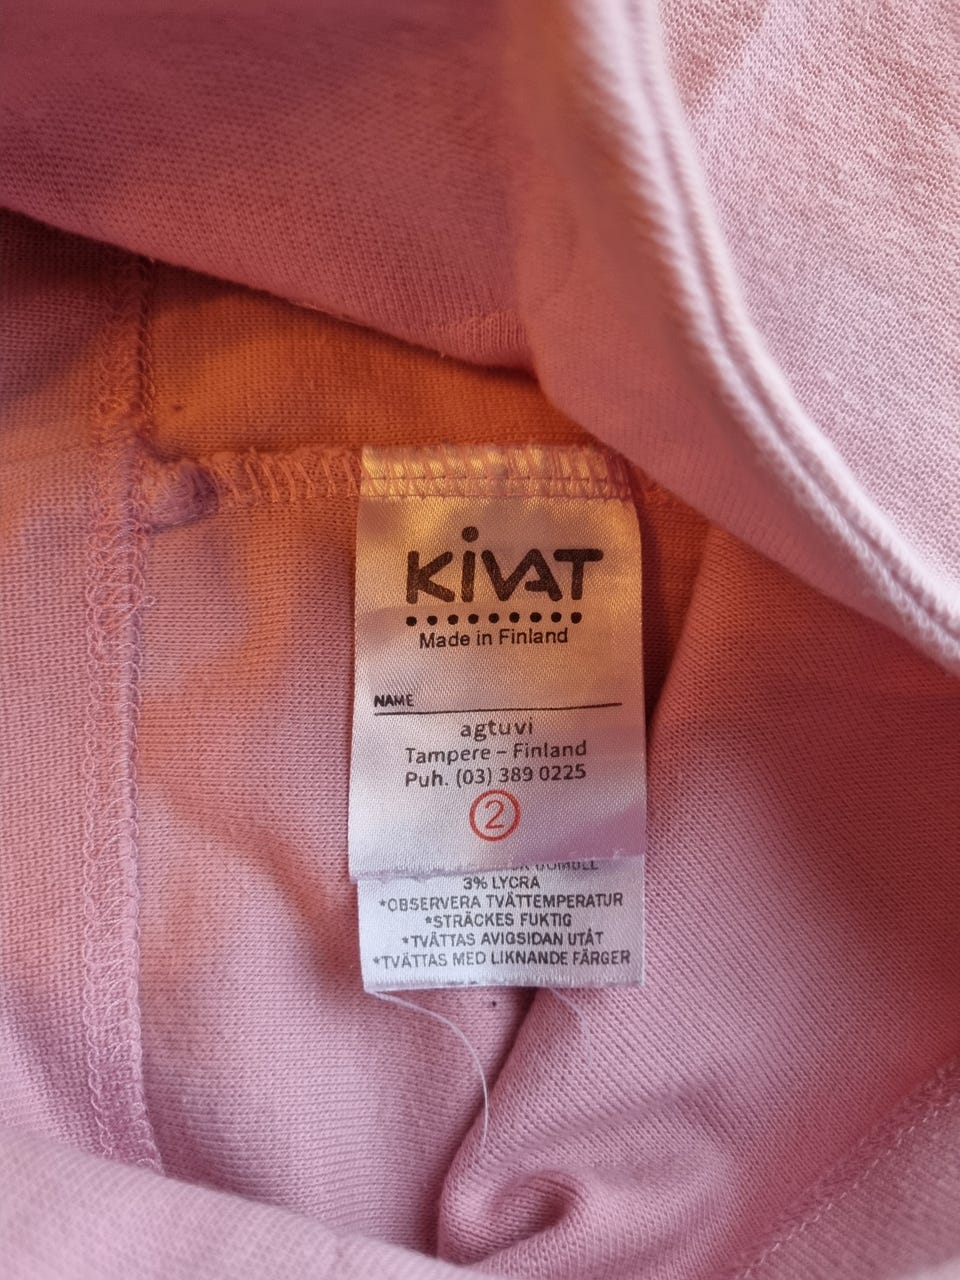 KiVAT
Made in Finland
NAME
agtuvi
Tampere – Finland
Puh. (03) 389 0225
2
3% LYCRA
*OBSERVERA TVÄTTEMPERATUR
*STRÄCKES FUKTIG
*TVÄTTAS AVIGSIDAN UTÅT
*TVÄTTAS MED LIKNANDE FÄRGER